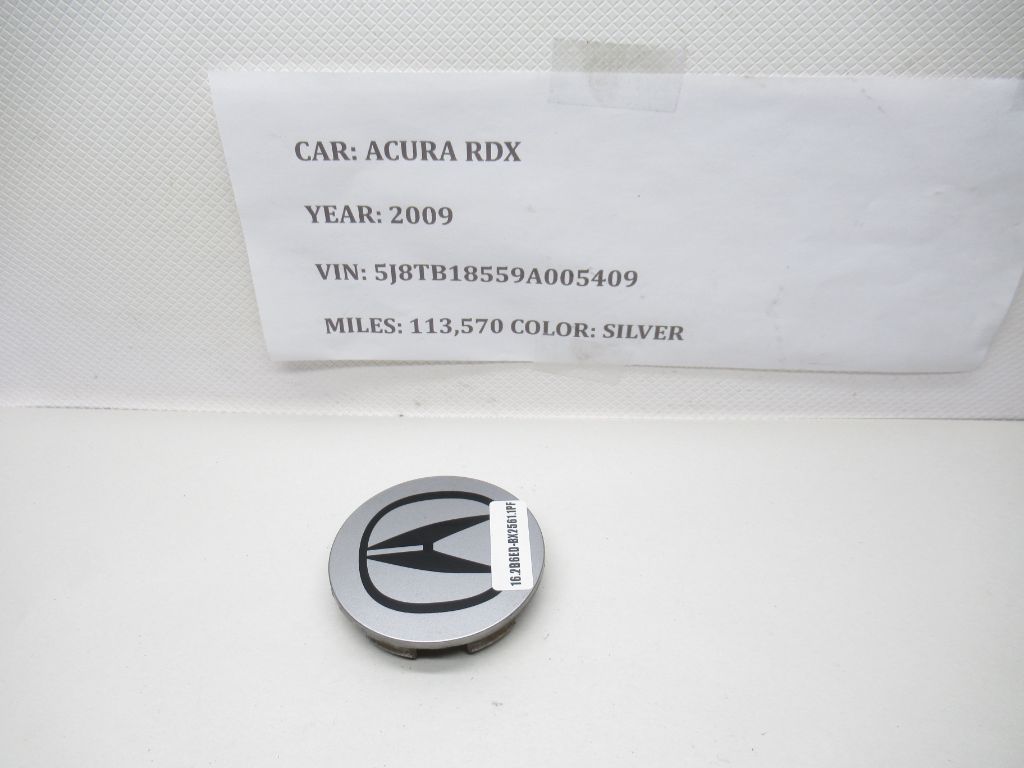 CAR: ACURA RDX
YEAR: 2009
VIN: 5J8TB18559A005409
MILES: 113,570 COLOR: SILVER
16.2B6ED-BX2561.1PF